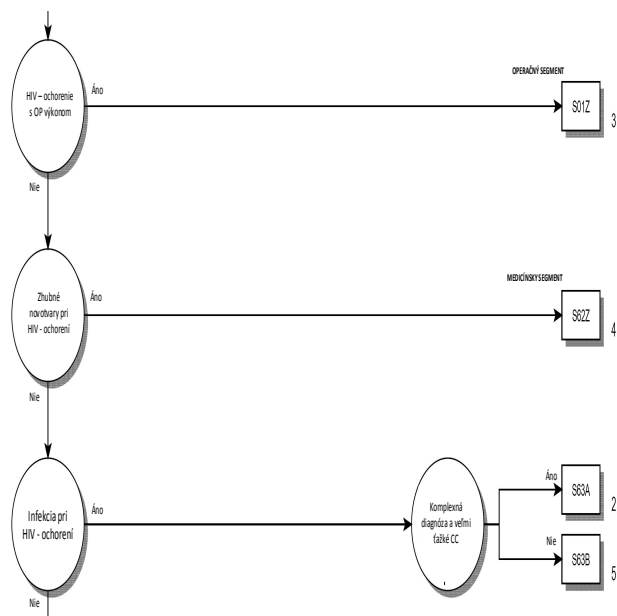 OPERAČNÝ SEGMENT
HIV – ochorenie
s OP výkonom
Áno
S01Z
3
Nie
MEDICÍNSKY SEGMENT
Zhubné
novotvary pri
HIV - ochorení
Áno
S62Z
4
Nie
Infekcia pri
HIV - ochorení
Áno
Komplexná
diagnóza a veľmi
ťažké CC
Áno
S63A
2
Nie
S63B
5
Nie